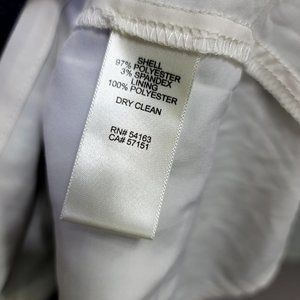 SHELL
97% POLYESTER
3% SPANDEX
LINING
100% POLYESTER
DRY CLEAN
RN# 54163
CA# 57151